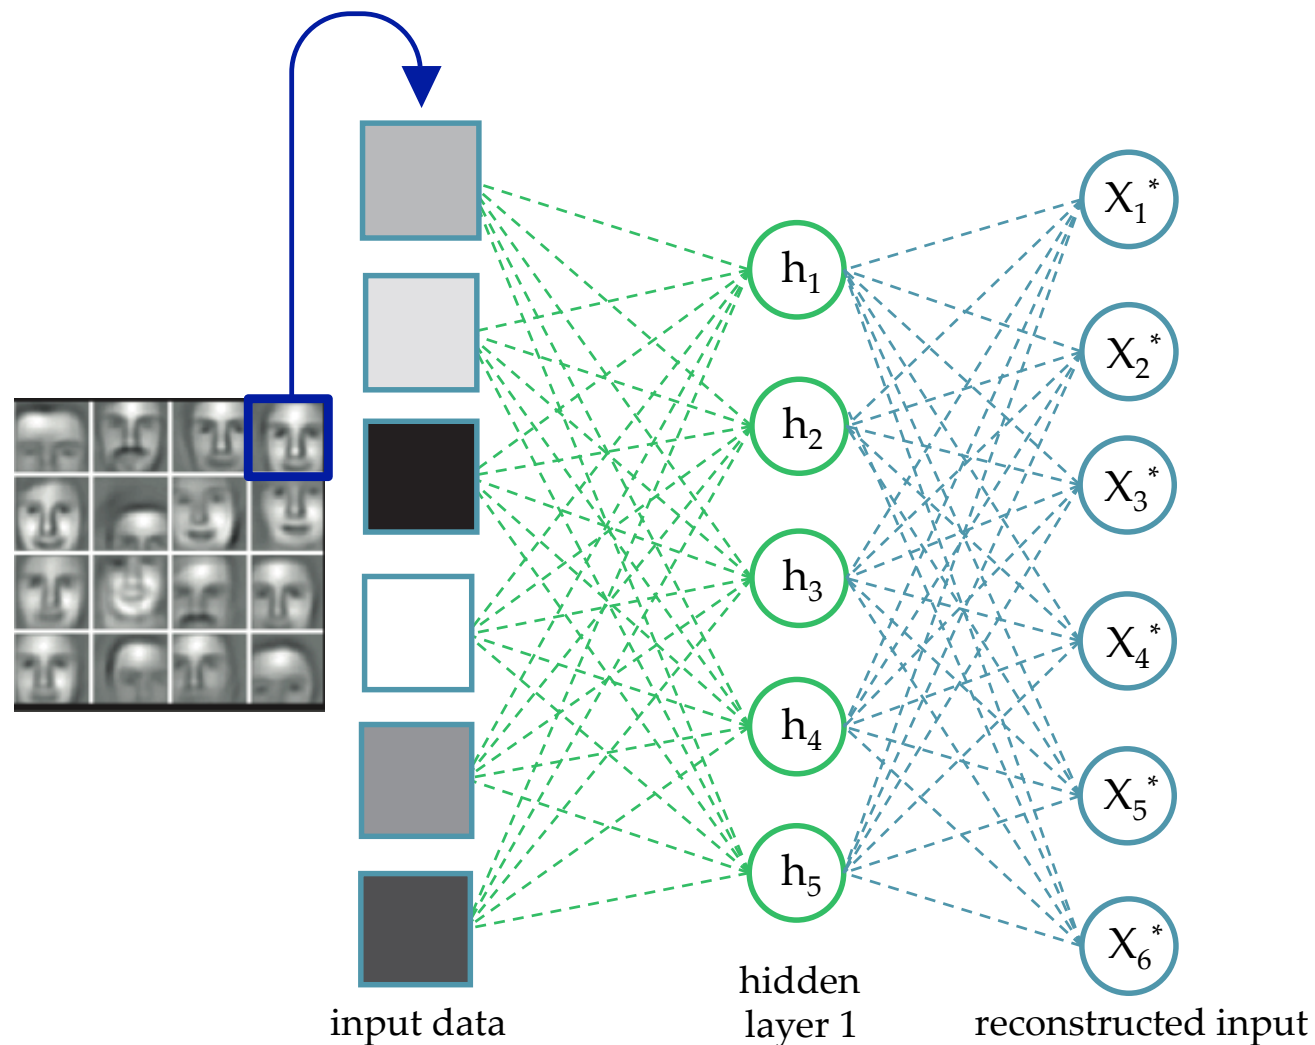 h₁
h₂
h₃
h₄
h₅
X₁*
X₂*
X₃*
X₄*
X₅*
X₆*
input data
hidden
layer 1
reconstructed input